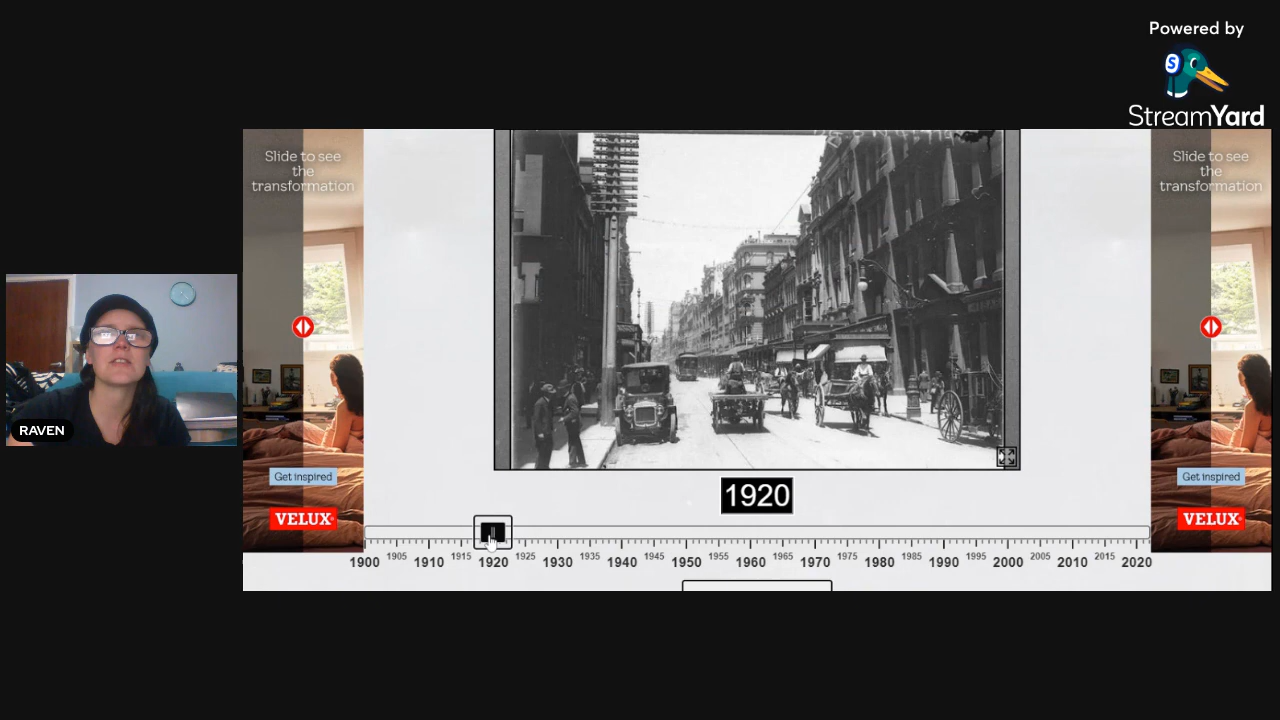 Powered by
StreamYard
Slide to see
the
transformation
Slide to see
the
transformation
RAVEN
Get inspired
Get inspired
VELUX
VELUX
1920
1900 1905 1910 1915 1920 1925 1930 1935 1940 1945 1950 1955 1960 1965 1970 1975 1980 1985 1990 1995 2000 2005 2010 2015 2020